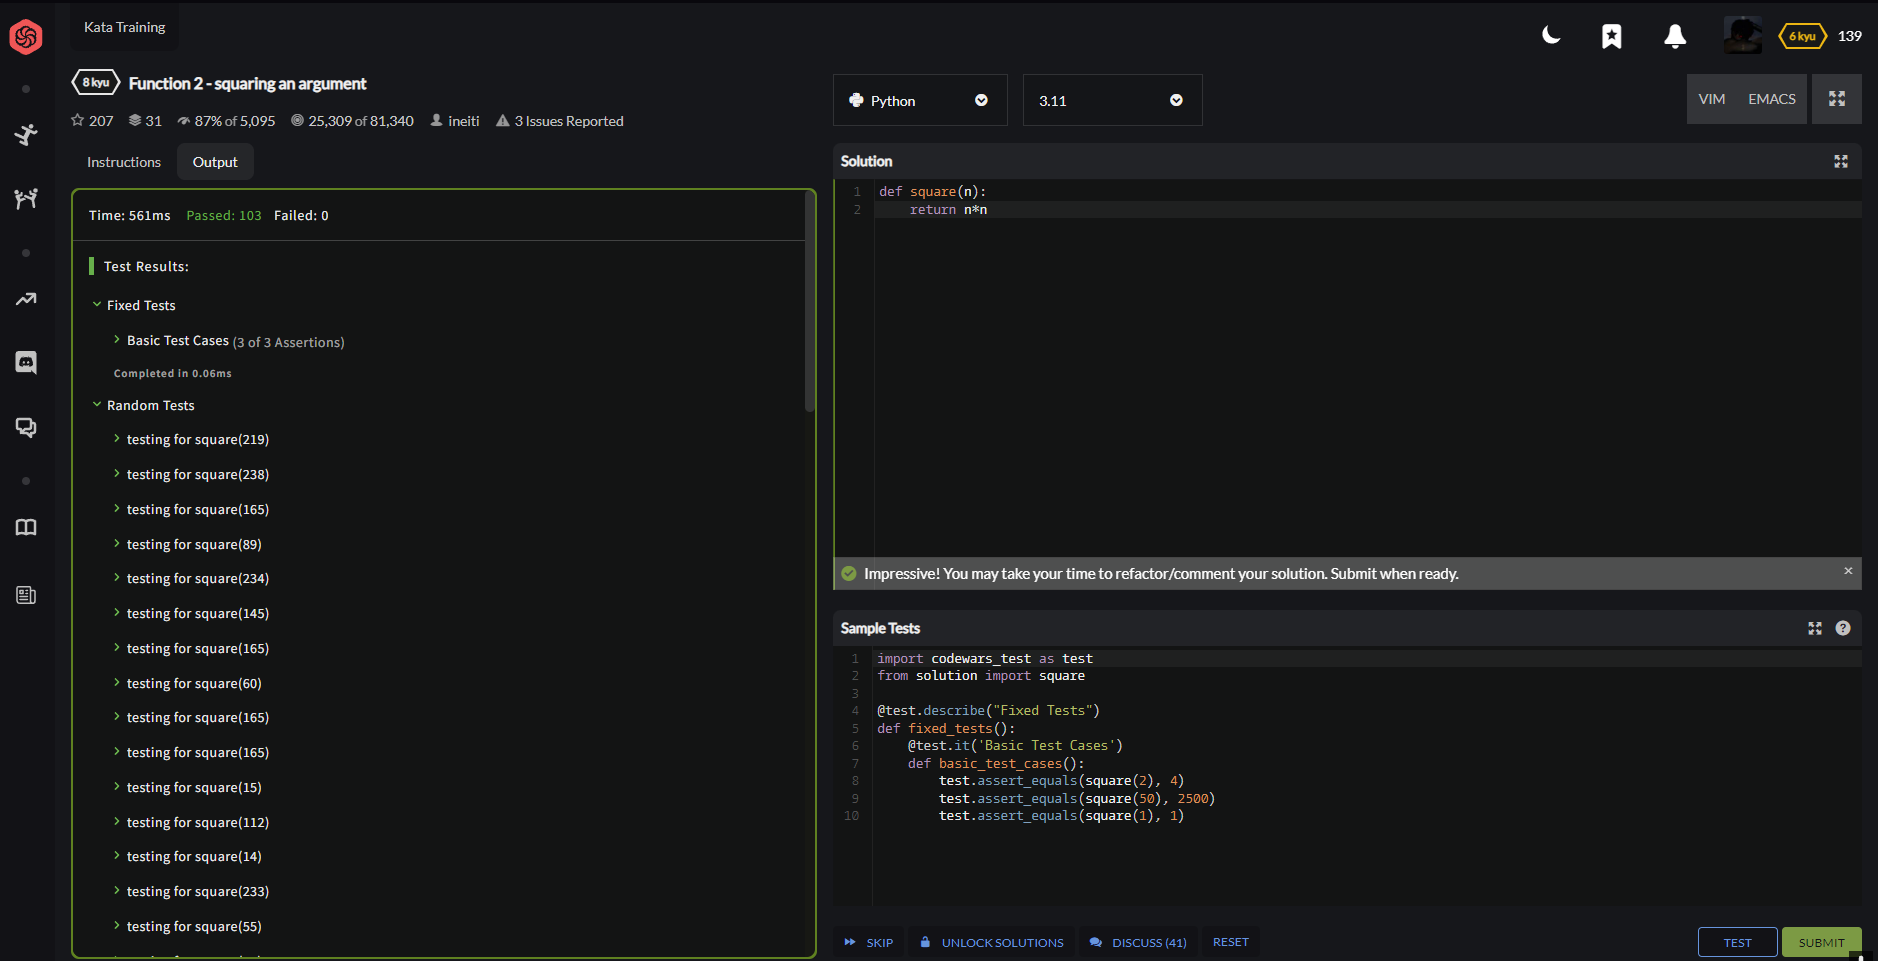 Kata Training
6 kyu 139
8 kyu Function 2 - squaring an argument
207 31 87% of 5,095 25,309 of 81,340 ineiti 3 Issues Reported
Instructions Output
Time: 561ms Passed: 103 Failed: 0
Test Results:
Fixed Tests
Basic Test Cases (3 of 3 Assertions)
Completed in 0.06ms
Random Tests
testing for square(219)
testing for square(238)
testing for square(165)
testing for square(89)
testing for square(234)
testing for square(145)
testing for square(165)
testing for square(60)
testing for square(165)
testing for square(165)
testing for square(15)
testing for square(112)
testing for square(14)
testing for square(233)
testing for square(55)
Python 3.11 VIM EMACS
Solution
1 def square(n):
2     return n*n
Impressive! You may take your time to refactor/comment your solution. Submit when ready. ×
Sample Tests ?
1 import codewars_test as test
2 from solution import square
3
4 @test.describe("Fixed Tests")
5 def fixed_tests():
6     @test.it('Basic Test Cases')
7     def basic_test_cases():
8         test.assert_equals(square(2), 4)
9         test.assert_equals(square(50), 2500)
10         test.assert_equals(square(1), 1)
SKIP UNLOCK SOLUTIONS DISCUSS (41) RESET TEST SUBMIT